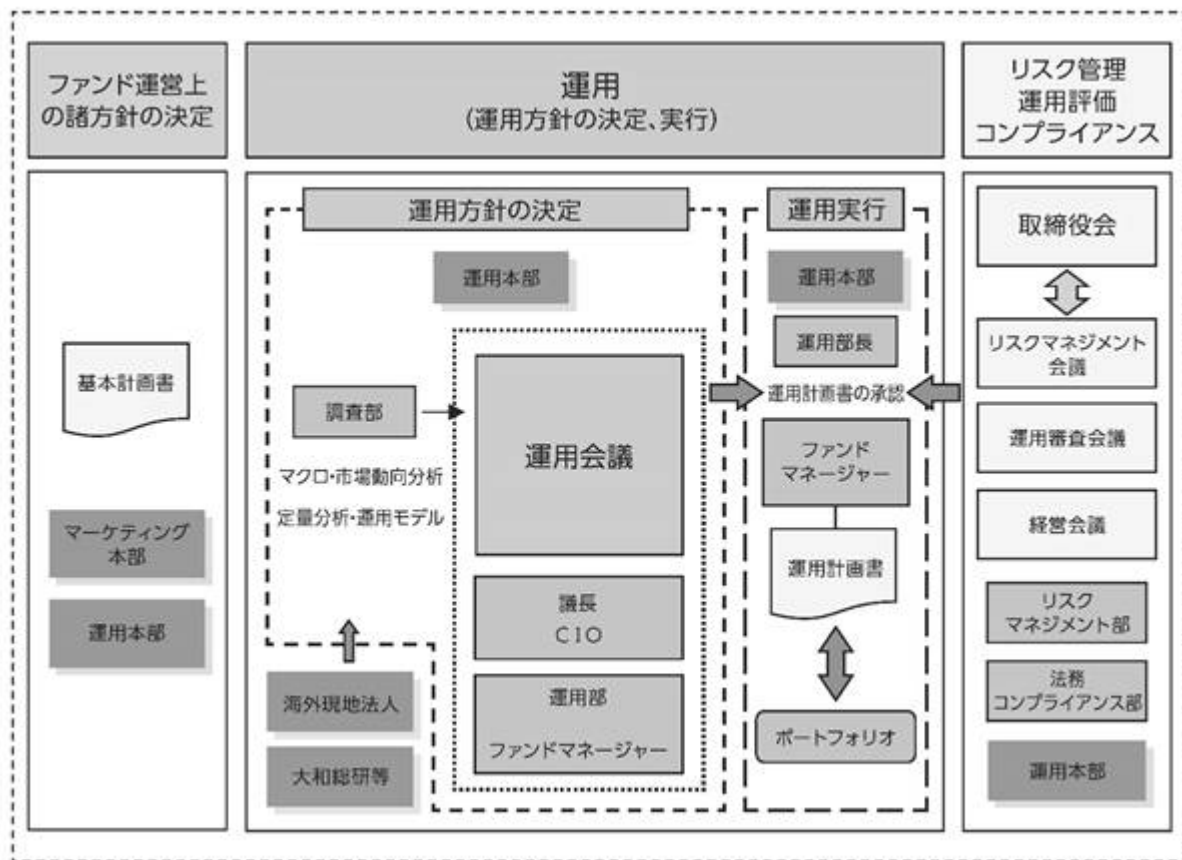 ファンド運営上
の諸方針の決定
運用
(運用方針の決定、実行)
リスク管理
運用評価
コンプライアンス
基本計画書
マーケティング
本部
運用本部
運用方針の決定
運用本部
調査部
マクロ・市場動向分析
定量分析・運用モデル
運用会議
議長
CIO
運用部
ファンドマネージャー
海外現地法人
大和総研等
運用実行
運用本部
運用部長
運用計画書の承認
ファンド
マネージャー
運用計画書
ポートフォリオ
取締役会
リスクマネジメント
会議
運用審査会議
経営会議
リスク
マネジメント部
法務
コンプライアンス部
運用本部